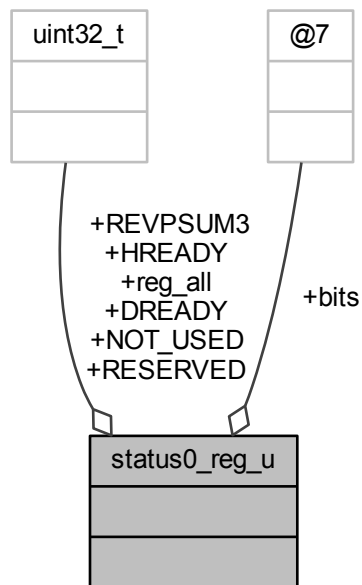 uint32_t
@7
+REVPSUM3
+HREADY
+reg_all
+DREADY
+NOT_USED
+RESERVED
+bits
status0_reg_u